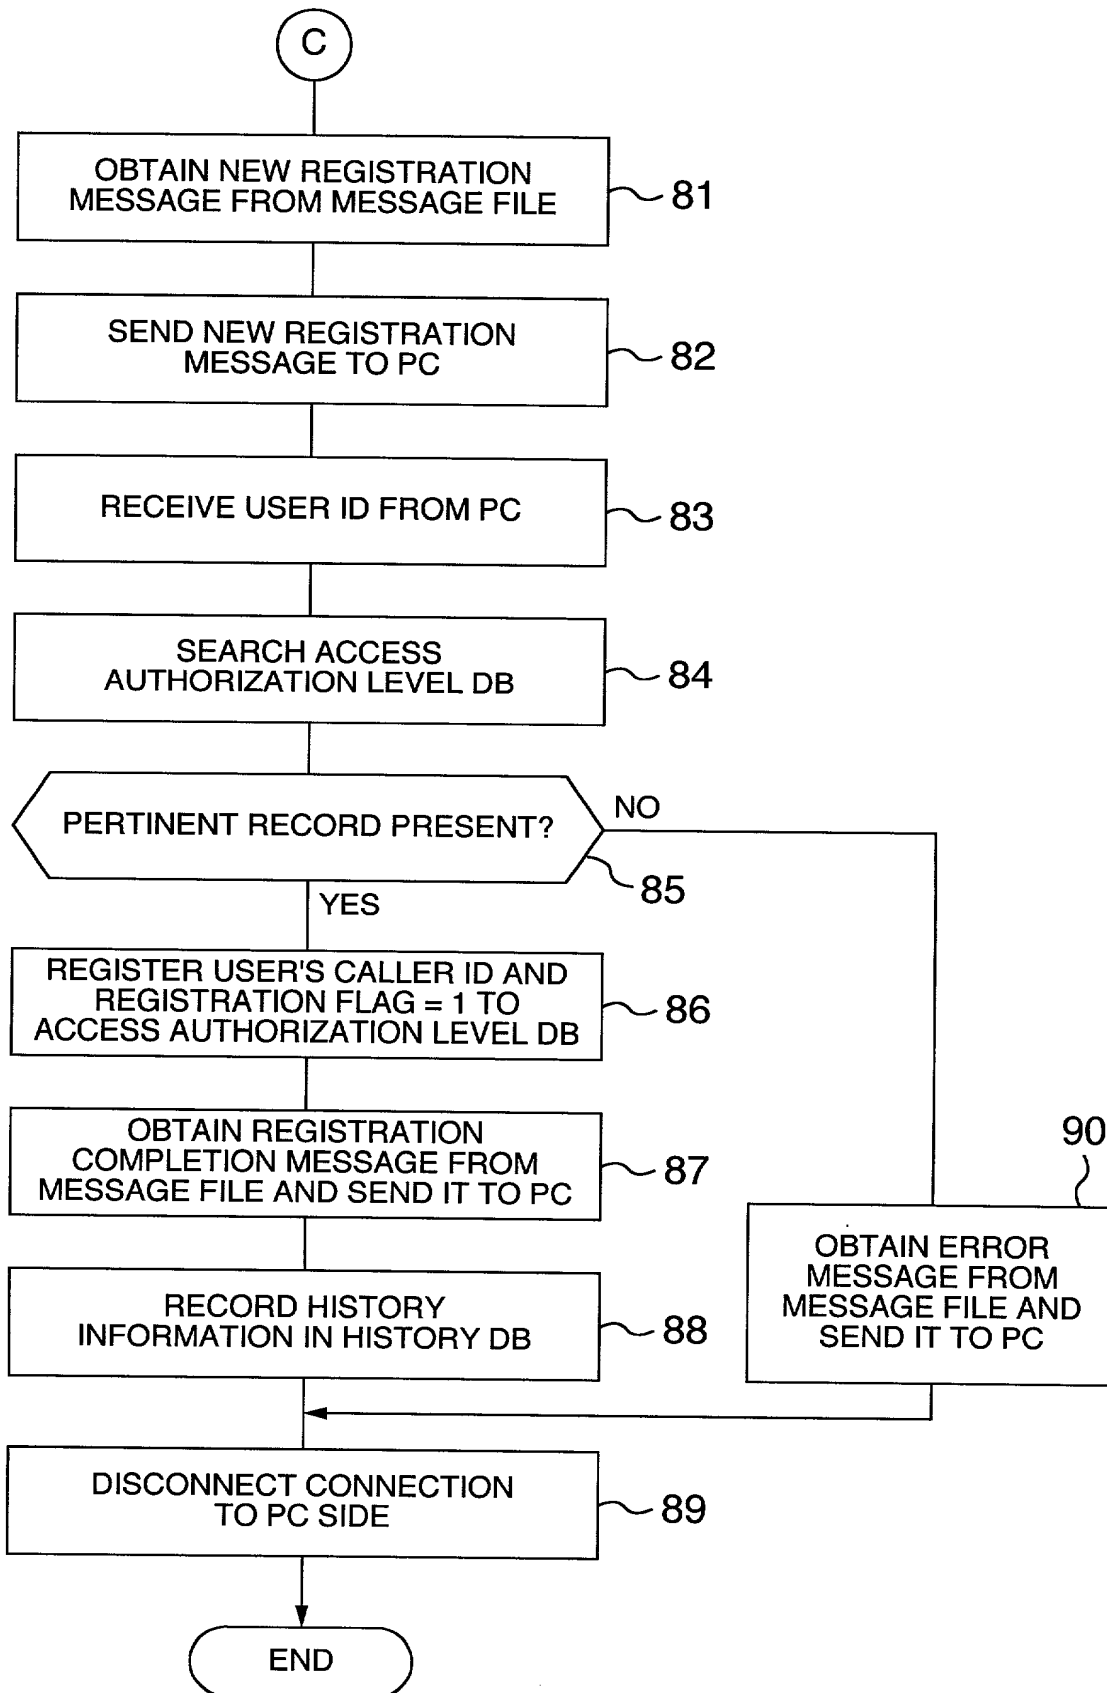 C
OBTAIN NEW REGISTRATION
MESSAGE FROM MESSAGE FILE
81
SEND NEW REGISTRATION
MESSAGE TO PC
82
RECEIVE USER ID FROM PC
83
SEARCH ACCESS
AUTHORIZATION LEVEL DB
84
PERTINENT RECORD PRESENT?
NO
85
YES
REGISTER USER'S CALLER ID AND
REGISTRATION FLAG = 1 TO
ACCESS AUTHORIZATION LEVEL DB
86
OBTAIN REGISTRATION
COMPLETION MESSAGE FROM
MESSAGE FILE AND SEND IT TO PC
87
90
OBTAIN ERROR
MESSAGE FROM
MESSAGE FILE AND
SEND IT TO PC
RECORD HISTORY
INFORMATION IN HISTORY DB
88
DISCONNECT CONNECTION
TO PC SIDE
89
END